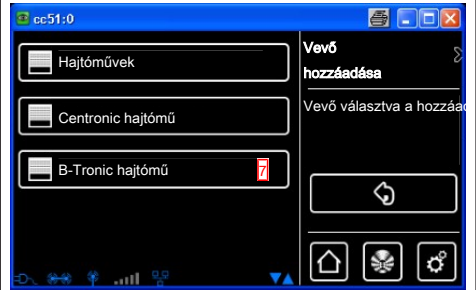 cc51:0
Hajtóművek
Centronic hajtómű
B-Tronic hajtómű
7
Vevő
hozzáadása
Vevő választva a hozzáad